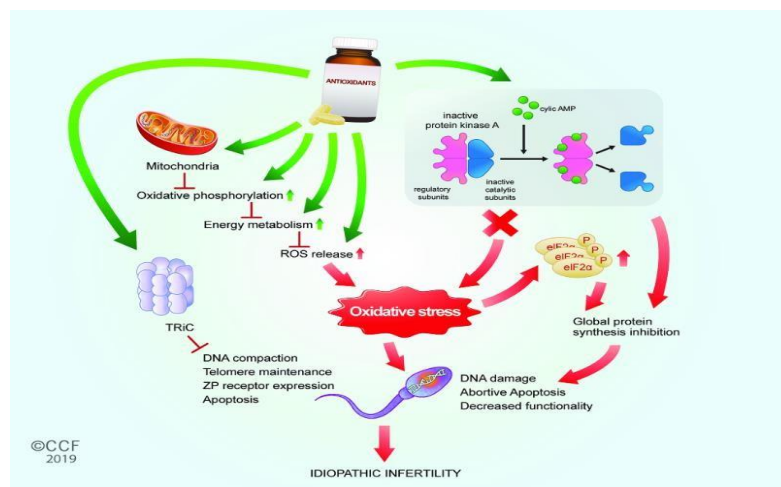 ANTIOXIDANTS
cylic AMP
inactive
protein kinase A
regulatory
subunits
inactive
catalytic
subunits
Mitochondria
Oxidative phosphorylation
Energy metabolism
ROS release
TRiC
DNA compaction
Telomere maintenance
ZP receptor expression
Apoptosis
Oxidative stress
P
eIF2α
P
eIF2α
P
eIF2α
Global protein
synthesis inhibition
DNA damage
Abortive Apoptosis
Decreased functionality
©CCF
2019
IDIOPATHIC INFERTILITY